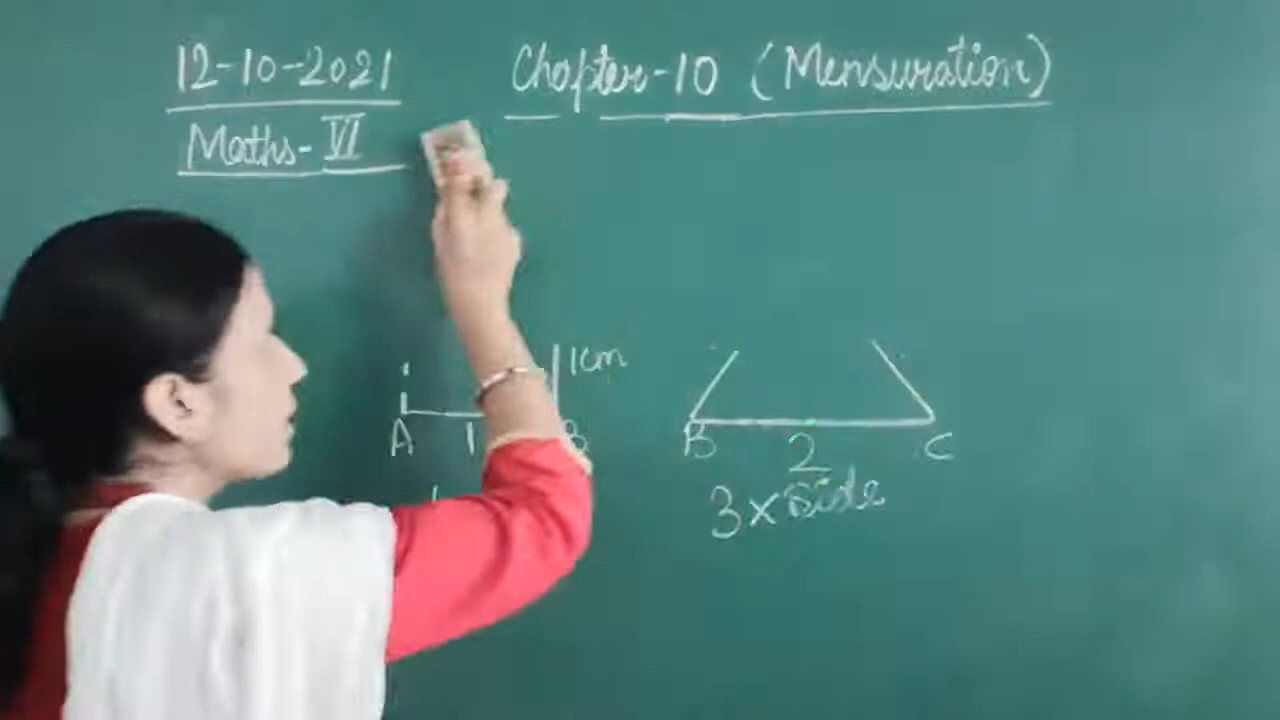 12-10-2021
Chapter-10 (Mensuration)
Maths-VI
1cm
A 1 B
B 2 C
3×side